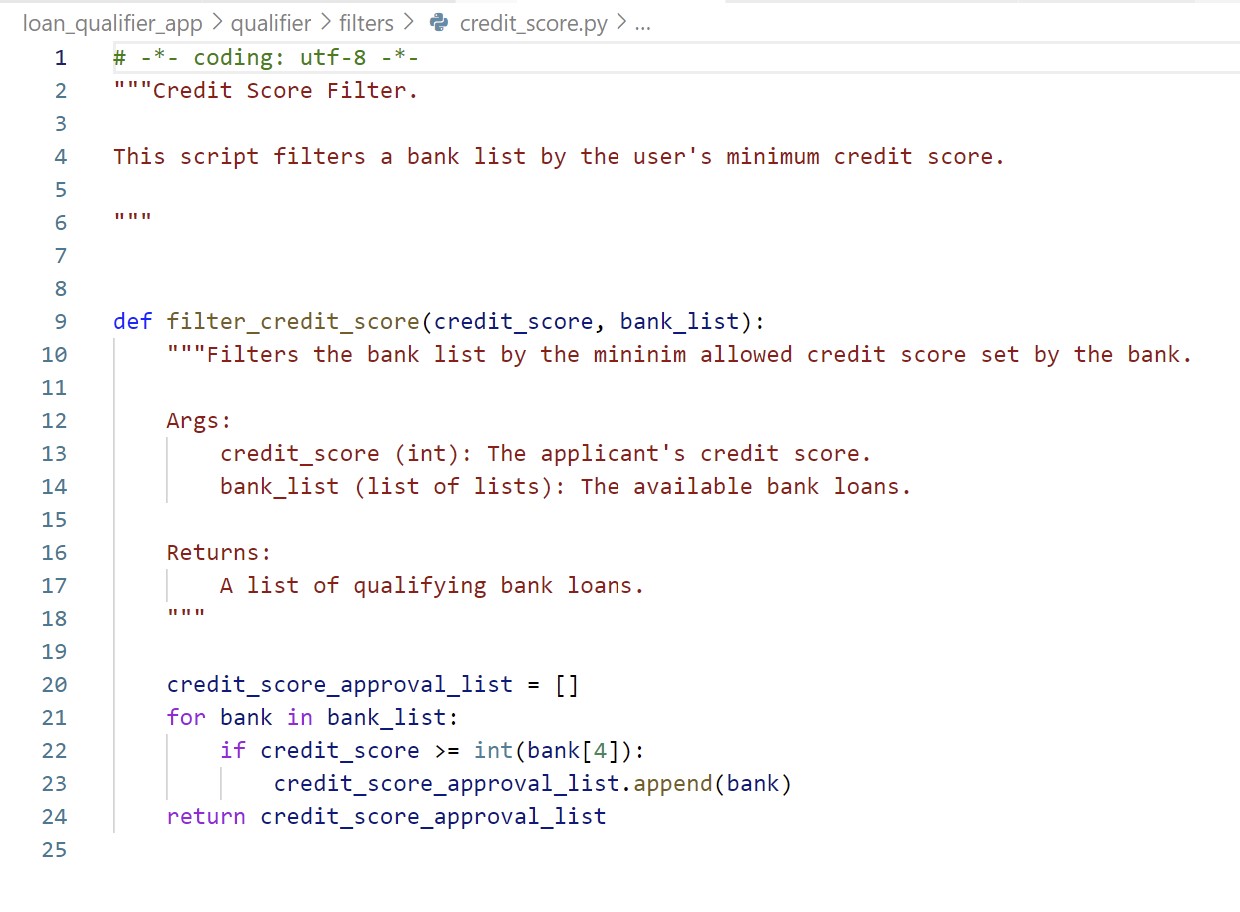 loan_qualifier_app > qualifier > filters > credit_score.py > ...
1 # -*- coding: utf-8 -*-
2 """Credit Score Filter.
3
4 This script filters a bank list by the user's minimum credit score.
5
6 """
7
8
9 def filter_credit_score(credit_score, bank_list):
10     """Filters the bank list by the mininim allowed credit score set by the bank.
11
12     Args:
13         credit_score (int): The applicant's credit score.
14         bank_list (list of lists): The available bank loans.
15
16     Returns:
17         A list of qualifying bank loans.
18     """
19
20     credit_score_approval_list = []
21     for bank in bank_list:
22         if credit_score >= int(bank[4]):
23             credit_score_approval_list.append(bank)
24     return credit_score_approval_list
25